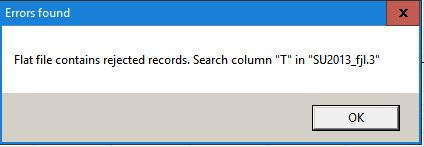 Errors found
x
Flat file contains rejected records. Search column "T" in "SU2013_fjl.3"
OK